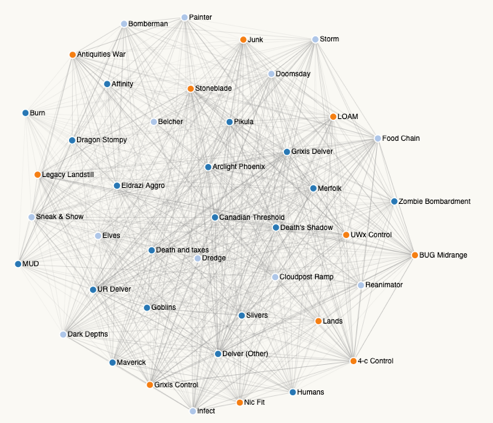 Painter
Bomberman
Junk
Storm
Antiquities War
Doomsday
Affinity
Stoneblade
Burn
LOAM
Belcher
Pikula
Food Chain
Dragon Stompy
Grixis Delver
Arclight Phoenix
Legacy Landstill
Eldrazi Aggro
Merfolk
Zombie Bombardment
Sneak & Show
Canadian Threshold
Death's Shadow
Elves
UWx Control
Death and taxes
BUG Midrange
Dredge
MUD
Cloudpost Ramp
Reanimator
UR Delver
Goblins
Slivers
Lands
Dark Depths
Delver (Other)
4-c Control
Maverick
Grixis Control
Humans
Nic Fit
Infect